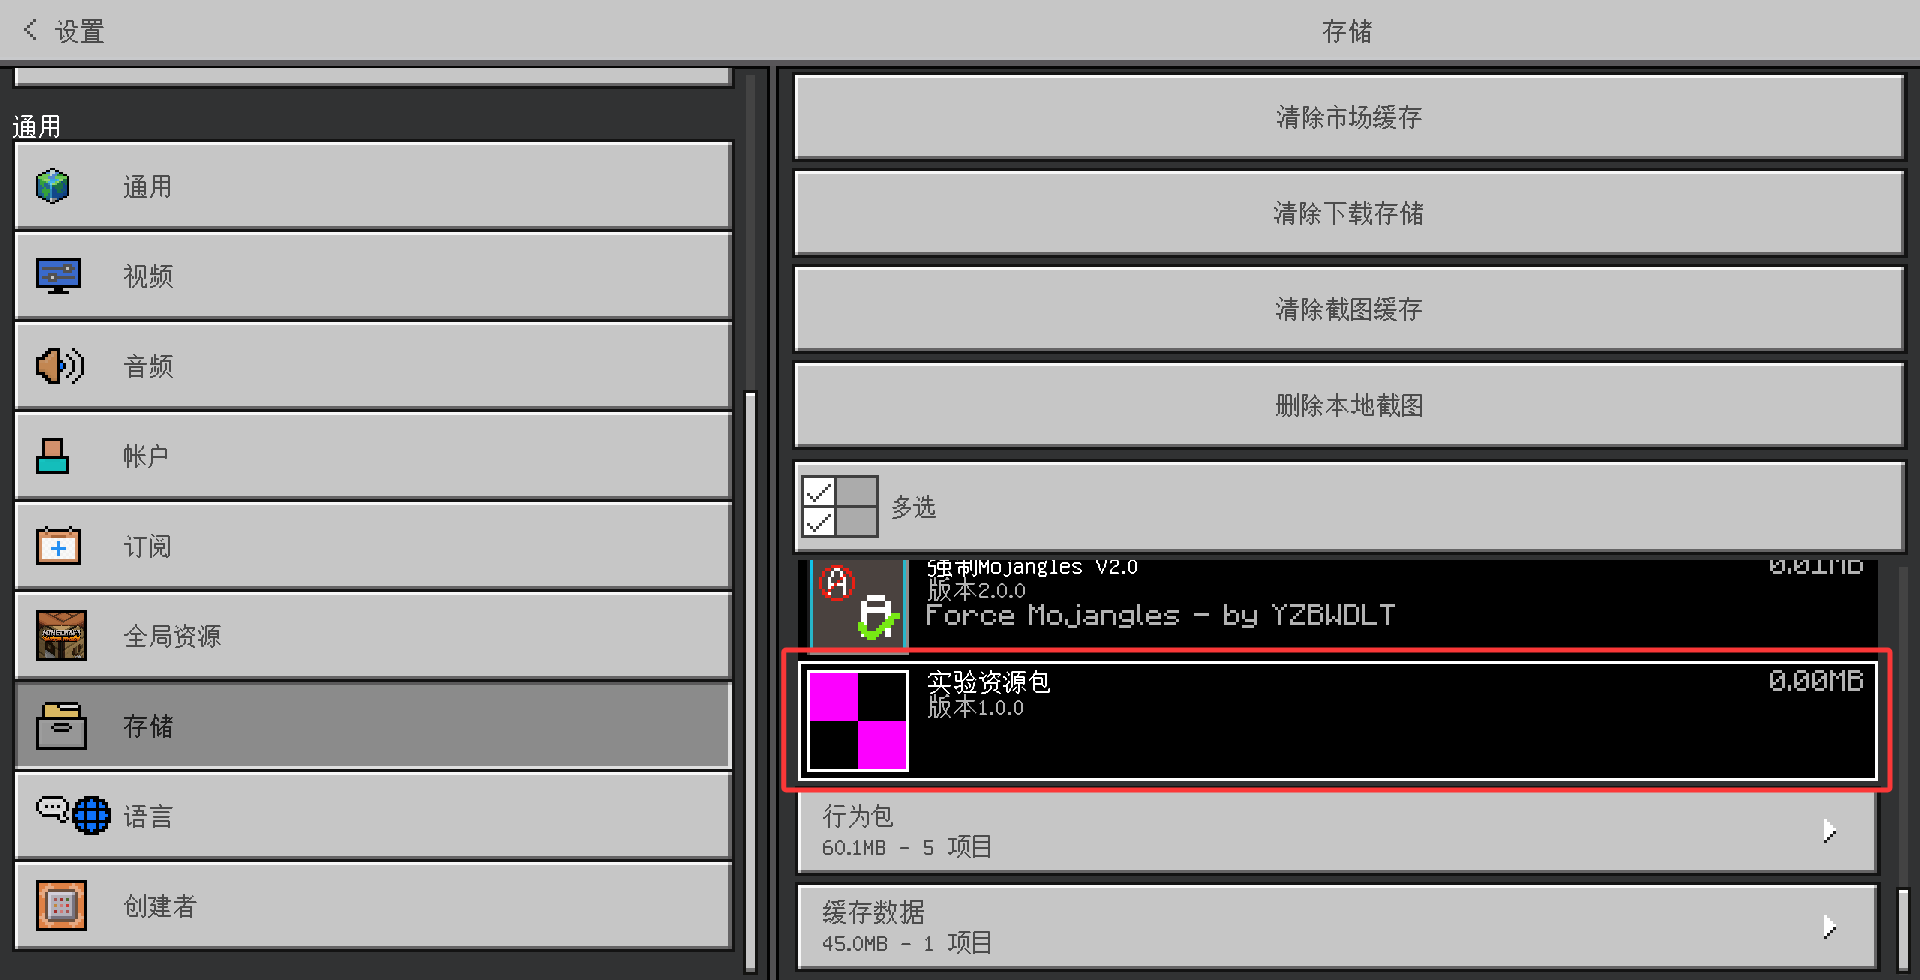 设置
存储
通用
通用
视频
音频
帐户
订阅
全局资源
存储
语言
创建者
清除市场缓存
清除下载存储
清除截图缓存
删除本地截图
多选
强制Mojangles V2.0
0.01MB
版本2.0.0
Force Mojangles - by YZBWDLT
实验资源包
0.00MB
版本1.0.0
行为包
60.1MB - 5 项目
缓存数据
45.0MB - 1 项目